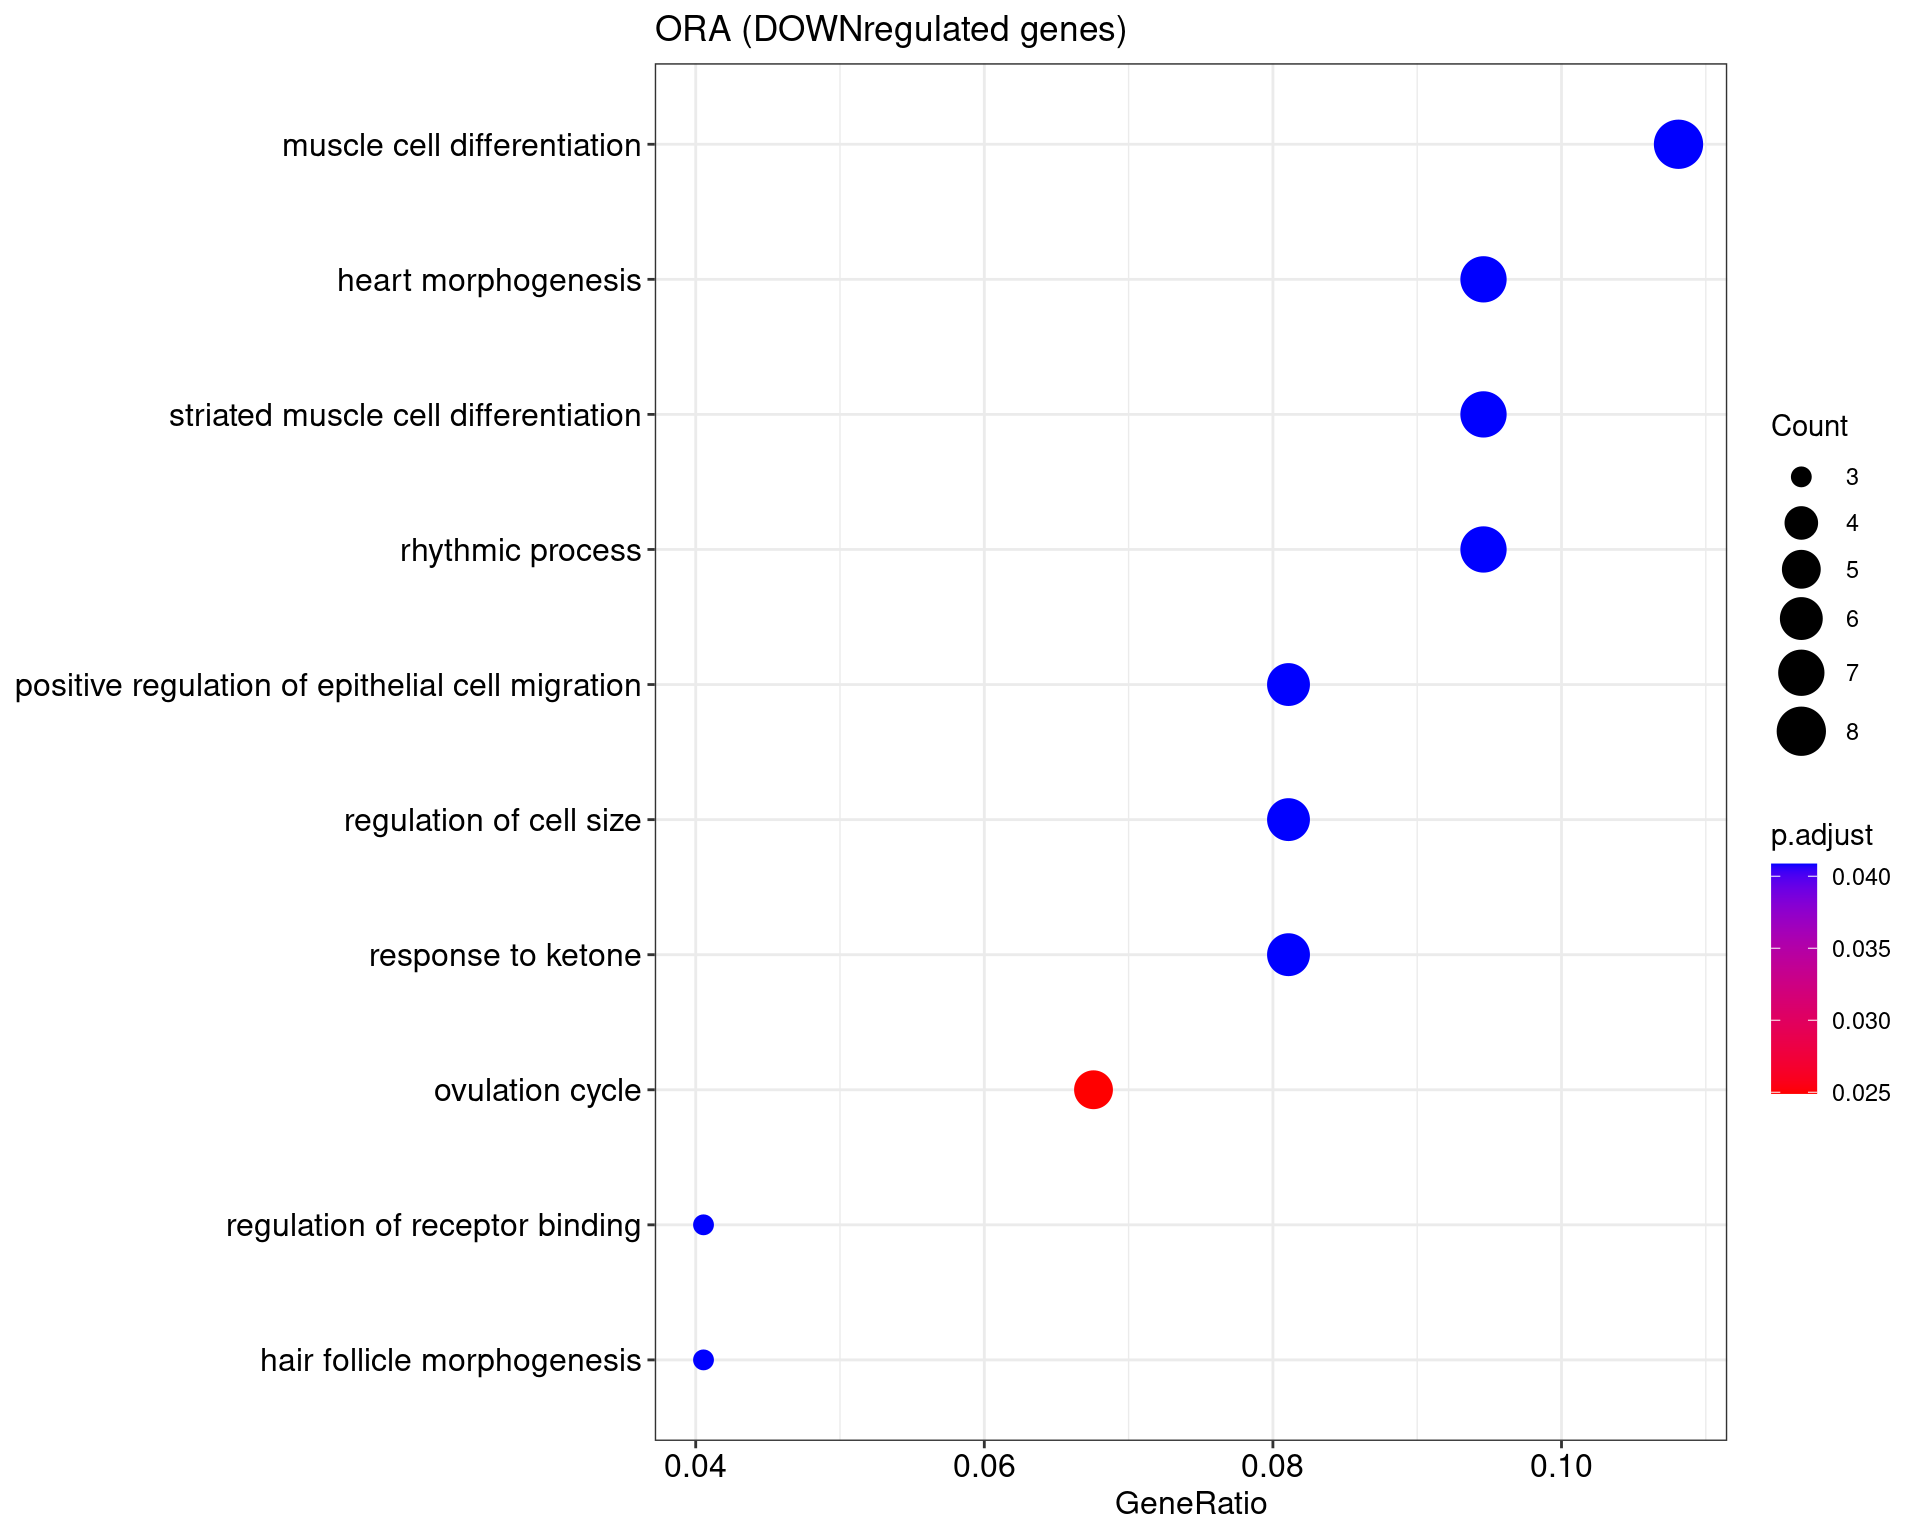 ORA (DOWNregulated genes)
muscle cell differentiation
heart morphogenesis
striated muscle cell differentiation
rhythmic process
positive regulation of epithelial cell migration
regulation of cell size
response to ketone
ovulation cycle
regulation of receptor binding
hair follicle morphogenesis
0.04 0.06 0.08 0.10
GeneRatio
Count
3
4
5
6
7
8
p.adjust
0.040
0.035
0.030
0.025